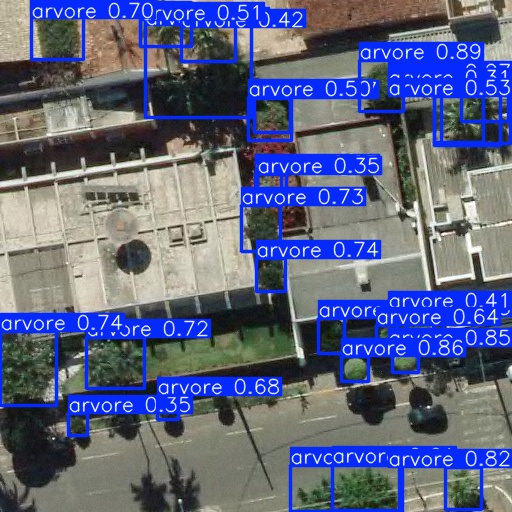 arvore 0.70
arvore 0.51
0.42
arvore 0.89
0.53
arvore 0.50
arvore 0.35
arvore 0.73
arvore 0.74
arvore 0.41
arvore
0.64
arvore 0.74
0.72
0.85
arvore 0.86
arvore 0.68
arvore 0.35
arvore 0.82